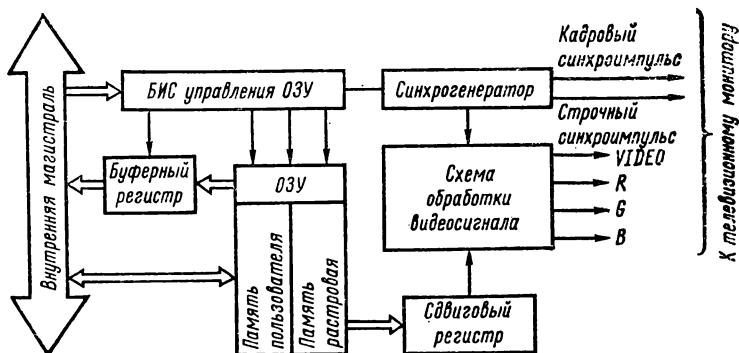 Кадровый
синхроимпульс
БИС управления ОЗУ
Синхрогенератор
Строчный
синхроимпульс
Внутренняя магистраль
Буферный
регистр
ОЗУ
Схема
обработки
видеосигнала
VIDEO
R
G
B
Память
пользователя
Память
растровая
Сдвиговый
регистр
К телевизионному монитору